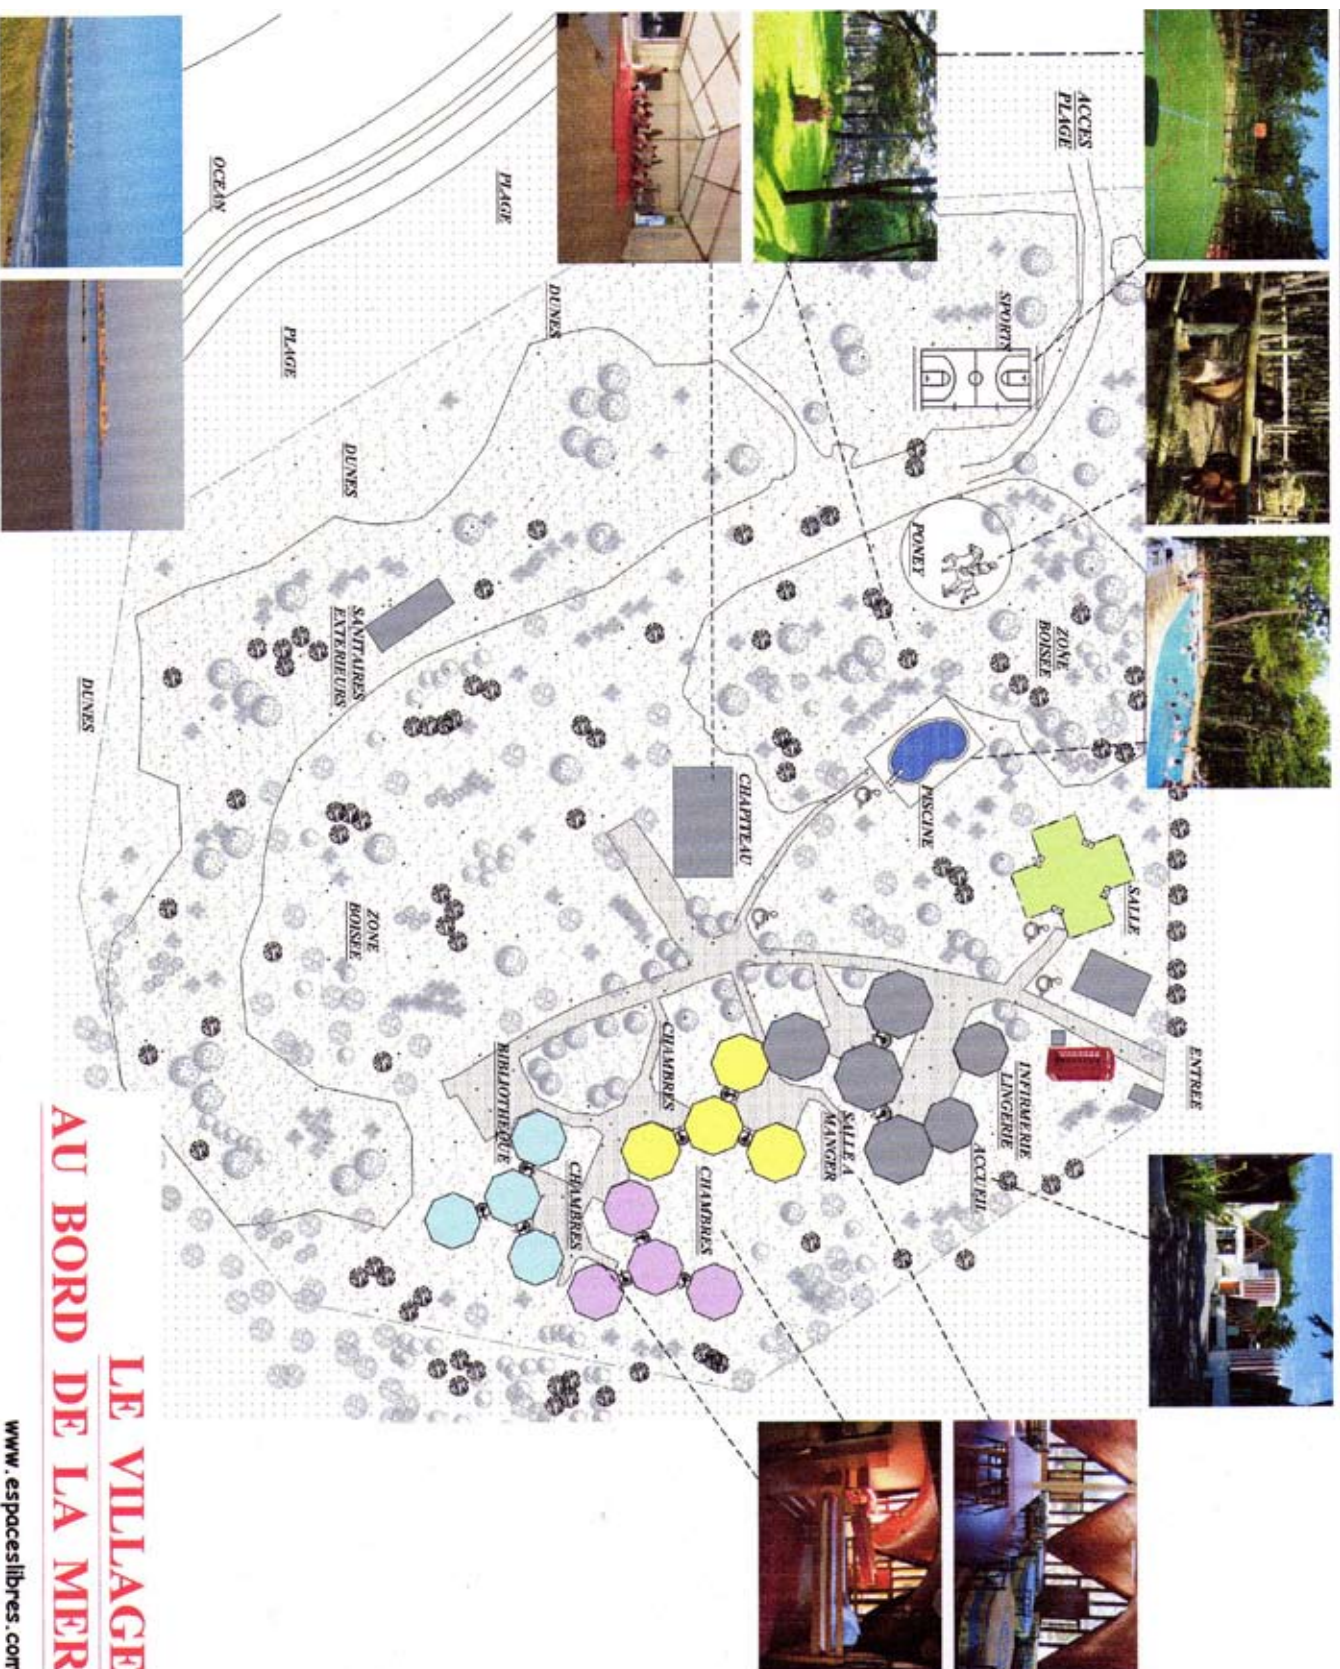 ENTREE
SALLE
ACCES
PLAGE
ZONE
BOISEE
INFIRMERIE
LINGERIE
SPORTS
ACCUEIL
PISCINE
PONEY
SALLE A
MANGER
CHAPITEAU
CHAMBRES
CHAMBRES
CHAMBRES
DUNES
PLAGE
BIBLIOTHEQUE
ZONE
BOISEE
SANITAIRES
EXTERIEURS
DUNES
PLAGE
OCEAN
DUNES
LE VILLAGE
AU BORD DE LA MER
www.espaceslibres.com